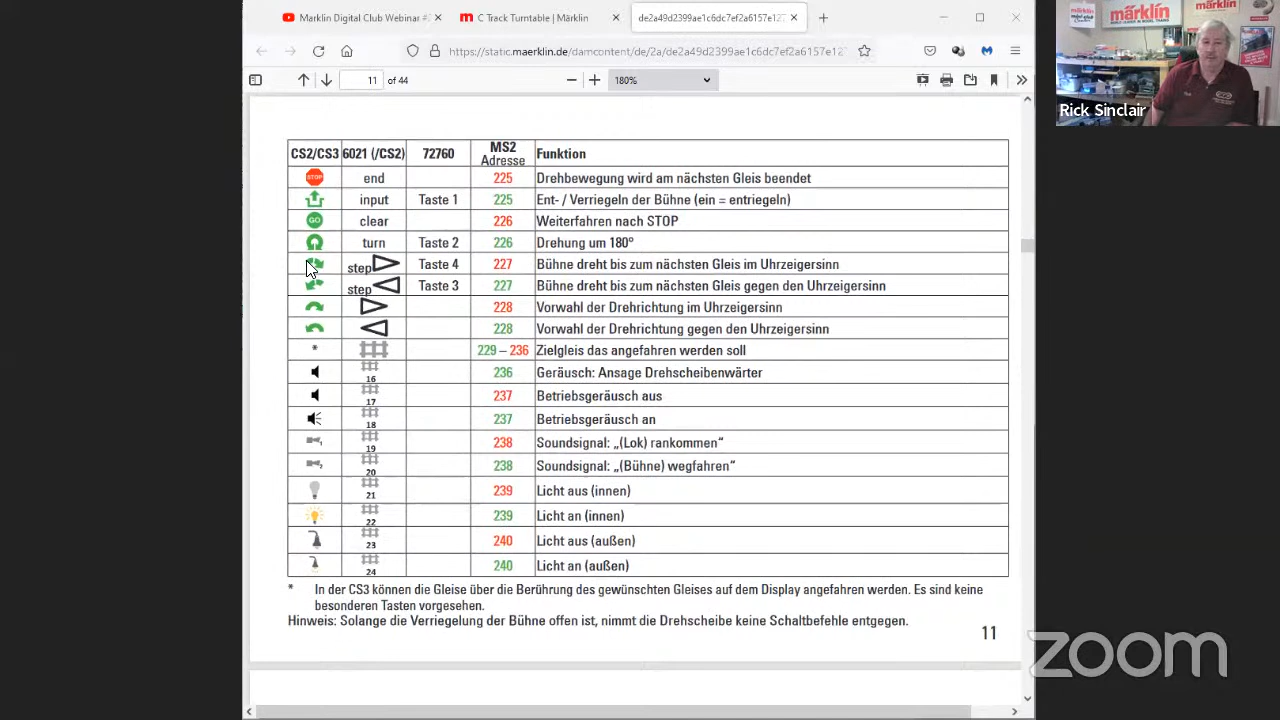 Marklin Digital Club Webinar #
C Track Turntable | Märklin
de2a49d2399ae1c6dc7ef2a6157e127
https://static.maerklin.de/damcontent/de/2a/de2a49d2399ae1c6dc7ef2a6157e127
11 of 44
180%
märklin
Rick Sinclair
CS2/CS3 6021 (/CS2) 72760 MS2 Adresse Funktion
STOP end 225 Drehbewegung wird am nächsten Gleis beendet
input Taste 1 225 Ent- / Verriegeln der Bühne (ein = entriegeln)
GO clear 226 Weiterfahren nach STOP
turn Taste 2 226 Drehung um 180°
step Taste 4 227 Bühne dreht bis zum nächsten Gleis im Uhrzeigersinn
step Taste 3 227 Bühne dreht bis zum nächsten Gleis gegen den Uhrzeigersinn
228 Vorwahl der Drehrichtung im Uhrzeigersinn
228 Vorwahl der Drehrichtung gegen den Uhrzeigersinn
* 229 – 236 Zielgleis das angefahren werden soll
16 236 Geräusch: Ansage Drehscheibenwärter
17 237 Betriebsgeräusch aus
18 237 Betriebsgeräusch an
19 238 Soundsignal: „(Lok) rankommen“
20 238 Soundsignal: „(Bühne) wegfahren“
21 239 Licht aus (innen)
22 239 Licht an (innen)
23 240 Licht aus (außen)
24 240 Licht an (außen)
* In der CS3 können die Gleise über die Berührung des gewünschten Gleises auf dem Display angefahren werden. Es sind keine
besonderen Tasten vorgesehen.
Hinweis: Solange die Verriegelung der Bühne offen ist, nimmt die Drehscheibe keine Schaltbefehle entgegen.
11
zoom